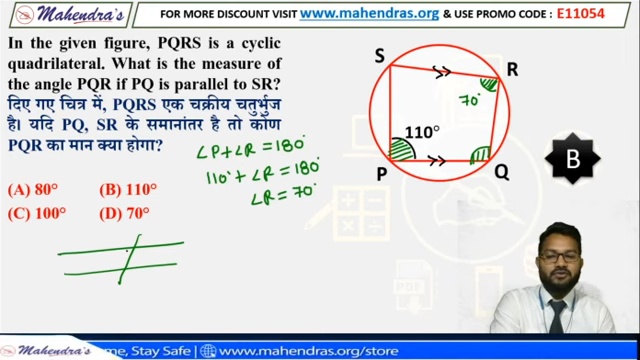 Mahendra's
FOR MORE DISCOUNT VISIT www.mahendras.org & USE PROMO CODE : E11054
In the given figure, PQRS is a cyclic
quadrilateral. What is the measure of
the angle PQR if PQ is parallel to SR?
दिए गए चित्र में, PQRS एक चक्रीय चतुर्भुज
है। यदि PQ, SR के समानांतर है तो कोण
PQR का मान क्या होगा?
∠P+∠R = 180°
110° + ∠R = 180°
∠R = 70°
(A) 80° (B) 110°
(C) 100° (D) 70°
S
R
70°
110°
P
Q
B
Mahendra's
me, Stay Safe | www.mahendras.org/store